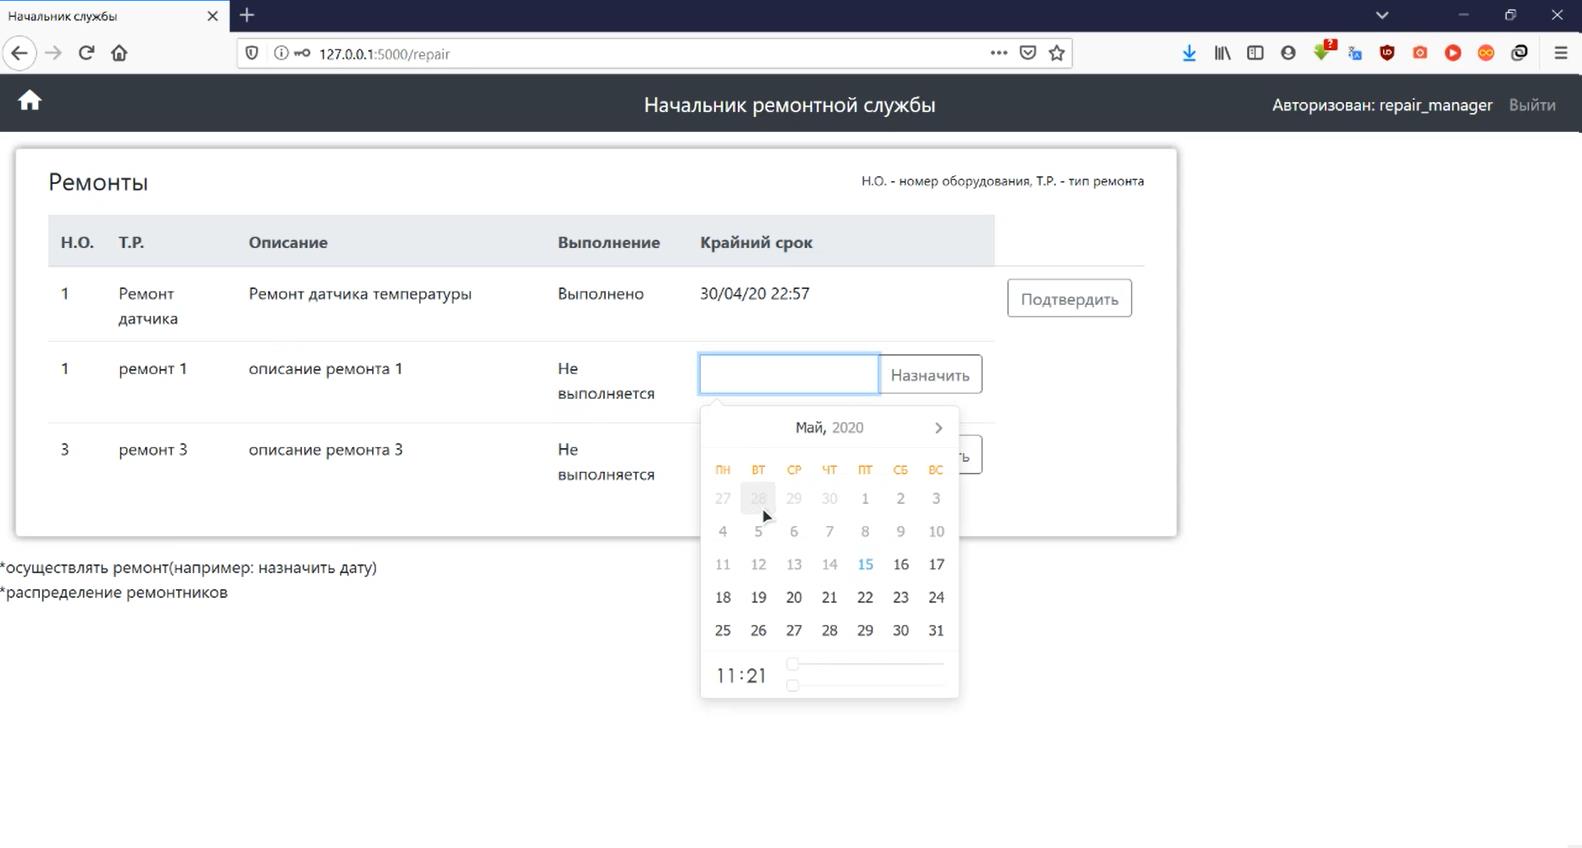 Начальник службы
127.0.0.1:5000/repair
Начальник ремонтной службы
Авторизован: repair_manager Выйти
Ремонты
Н.О. - номер оборудования, Т.Р. - тип ремонта
Н.О. Т.Р. Описание Выполнение Крайний срок
1 Ремонт датчика Ремонт датчика температуры Выполнено 30/04/20 22:57 Подтвердить
1 ремонт 1 описание ремонта 1 Не выполняется Назначить
3 ремонт 3 описание ремонта 3 Не выполняется ть
Май, 2020
ПН ВТ СР ЧТ ПТ СБ ВС
27 28 29 30 1 2 3
4 5 6 7 8 9 10
11 12 13 14 15 16 17
18 19 20 21 22 23 24
25 26 27 28 29 30 31
11:21
*осуществлять ремонт(например: назначить дату)
*распределение ремонтников